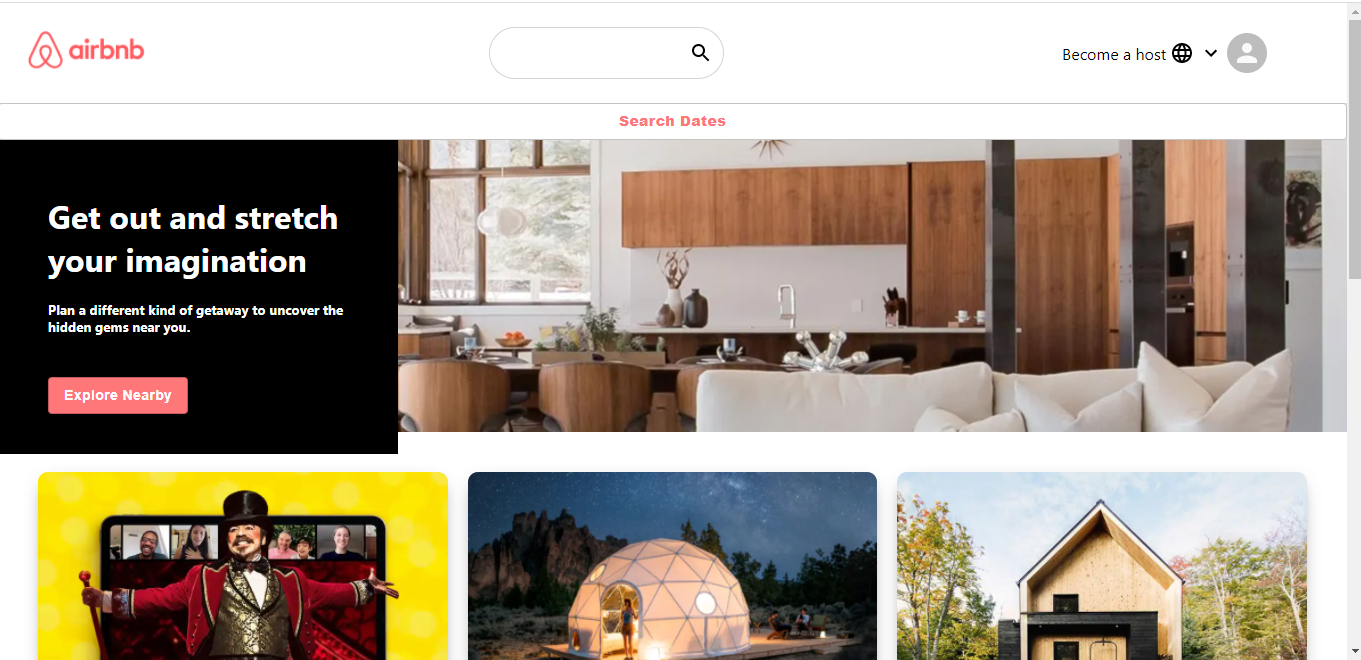 airbnb
Become a host
Search Dates
Get out and stretch
your imagination
Plan a different kind of getaway to uncover the
hidden gems near you.
Explore Nearby